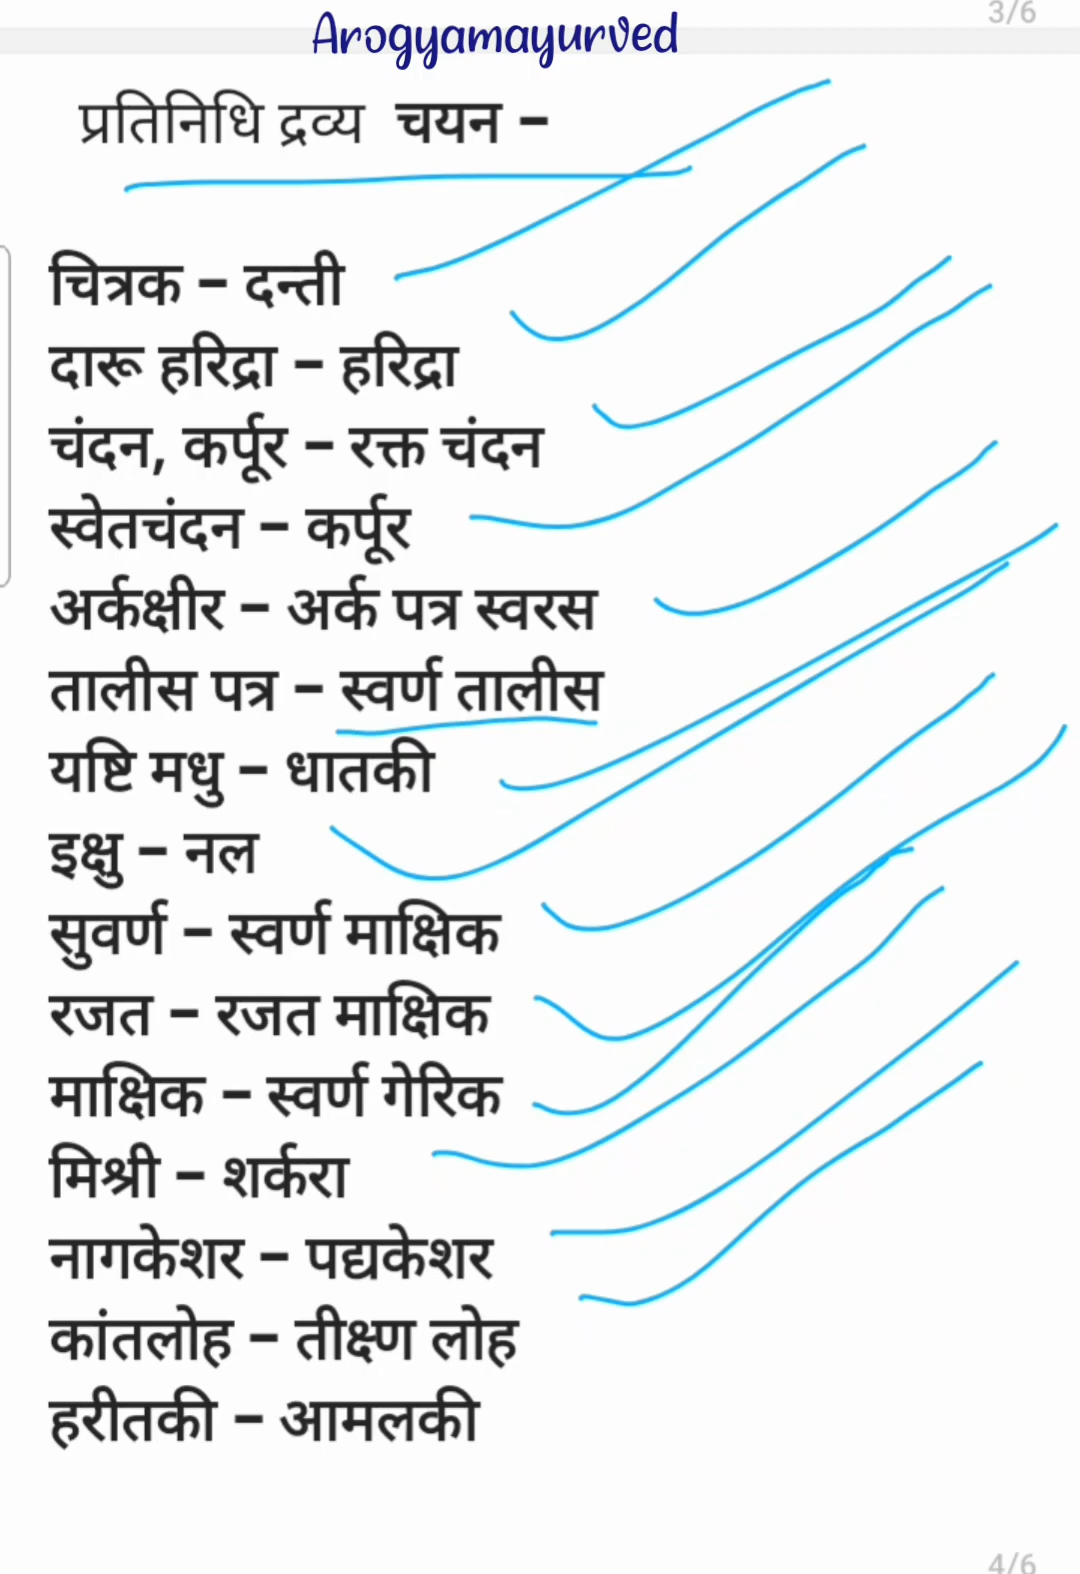 3/6
Arogyamayurved
प्रतिनिधि द्रव्य चयन –
चित्रक – दन्ती
दारू हरिद्रा – हरिद्रा
चंदन, कर्पूर – रक्त चंदन
स्वेतचंदन – कर्पूर
अर्कक्षीर – अर्क पत्र स्वरस
तालीस पत्र – स्वर्ण तालीस
यष्टि मधु – धातकी
इक्षु – नल
सुवर्ण – स्वर्ण माक्षिक
रजत – रजत माक्षिक
माक्षिक – स्वर्ण गेरिक
मिश्री – शर्करा
नागकेशर – पद्यकेशर
कांतलोह – तीक्ष्ण लोह
हरीतकी – आमलकी
4/6